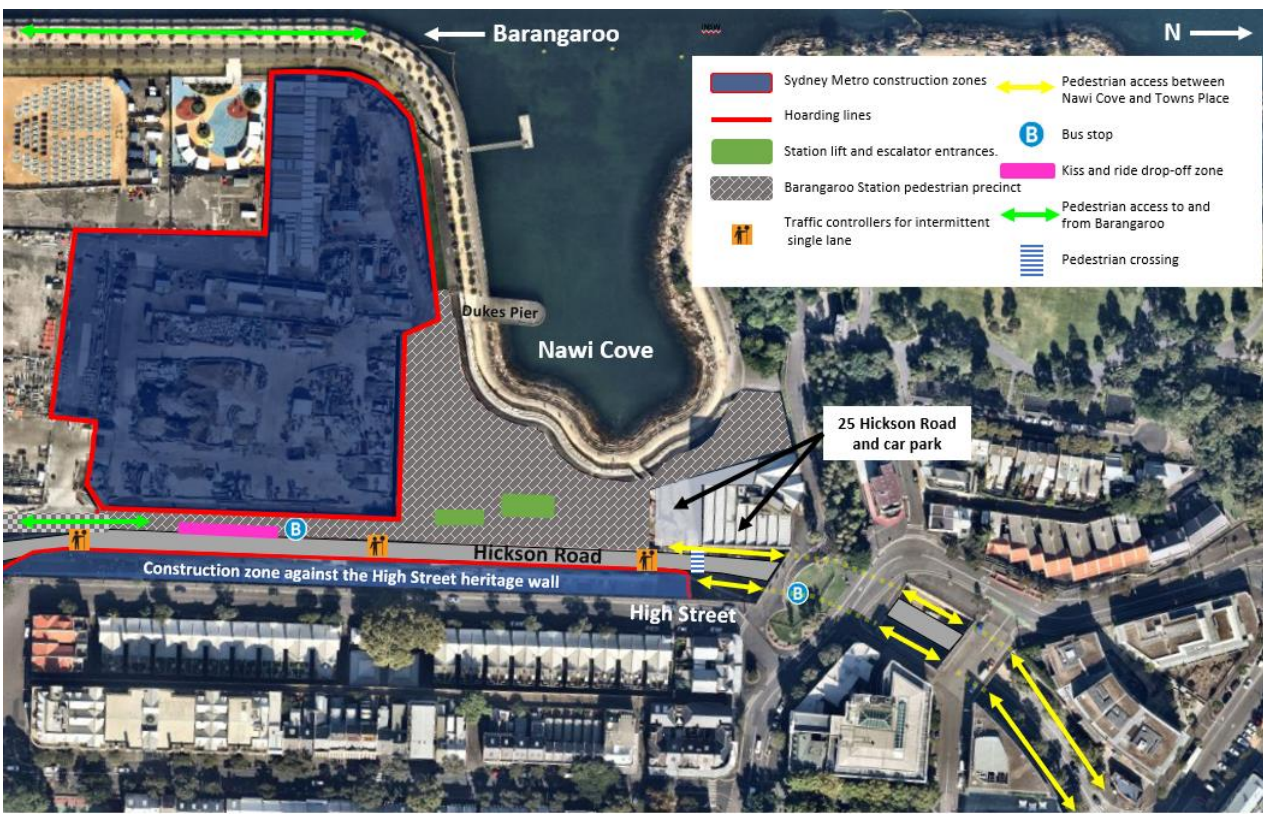 Barangaroo
N
Sydney Metro construction zones
Hoarding lines
Station lift and escalator entrances.
Barangaroo Station pedestrian precinct
Traffic controllers for intermittent
single lane
Pedestrian access between
Nawi Cove and Towns Place
B
Bus stop
Kiss and ride drop-off zone
Pedestrian access to and
from Barangaroo
Pedestrian crossing
Dukes Pier
Nawi Cove
25 Hickson Road
and car park
B
Hickson Road
Construction zone against the High Street heritage wall
B
High Street